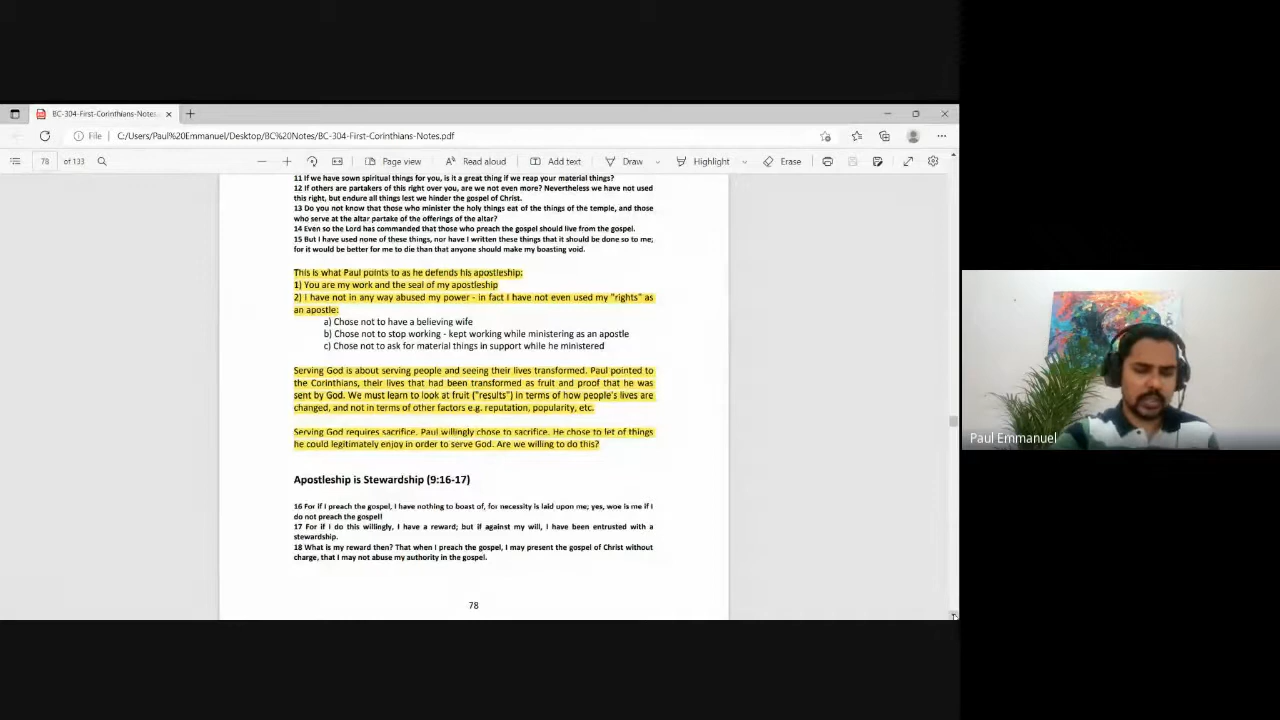 BC-304-First-Corinthians-Notes.
File
C:/Users/Paul%20Emmanuel/Desktop/BC%20Notes/BC-304-First-Corinthians-Notes.pdf
78 of 133
Page view
Read aloud
Add text
Draw
Highlight
Erase
11 If we have sown spiritual things for you, is it a great thing if we reap your material things?
12 If others are partakers of this right over you, are we not even more? Nevertheless we have not used
this right, but endure all things lest we hinder the gospel of Christ.
13 Do you not know that those who minister the holy things eat of the things of the temple, and those
who serve at the altar partake of the offerings of the altar?
14 Even so the Lord has commanded that those who preach the gospel should live from the gospel.
15 But I have used none of these things, nor have I written these things that it should be done so to me;
for it would be better for me to die than that anyone should make my boasting void.
This is what Paul points to as he defends his apostleship:
1) You are my work and the seal of my apostleship
2) I have not in any way abused my power - in fact I have not even used my "rights" as
an apostle:
a) Chose not to have a believing wife
b) Chose not to stop working - kept working while ministering as an apostle
c) Chose not to ask for material things in support while he ministered
Serving God is about serving people and seeing their lives transformed. Paul pointed to
the Corinthians, their lives that had been transformed as fruit and proof that he was
sent by God. We must learn to look at fruit ("results") in terms of how people's lives are
changed, and not in terms of other factors e.g. reputation, popularity, etc.
Serving God requires sacrifice. Paul willingly chose to sacrifice. He chose to let of things
he could legitimately enjoy in order to serve God. Are we willing to do this?
Apostleship is Stewardship (9:16-17)
16 For if I preach the gospel, I have nothing to boast of, for necessity is laid upon me; yes, woe is me if I
do not preach the gospel!
17 For if I do this willingly, I have a reward; but if against my will, I have been entrusted with a
stewardship.
18 What is my reward then? That when I preach the gospel, I may present the gospel of Christ without
charge, that I may not abuse my authority in the gospel.
78
Paul Emmanuel